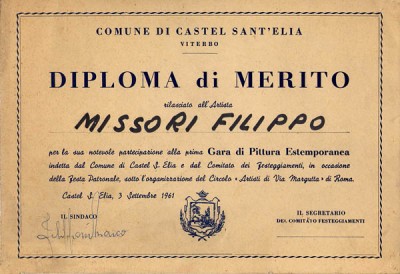 COMUNE DI CASTEL SANT'ELIA
VITERBO
DIPLOMA di MERITO
rilasciato all'Artista
MISSORI FILIPPO
per la sua notevole partecipazione alla prima Gara di Pittura Estemporanea
indetta dal Comune di Castel S. Elia e dal Comitato dei Festeggiamenti, in occasione
della Festa Patronale, sotto l'organizzazione del Circolo «Artisti di Via Margutta» di Roma.
Castel S. Elia, 3 Settembre 1961
IL SINDACO
IL SEGRETARIO
DEL COMITATO FESTEGGIAMENTI